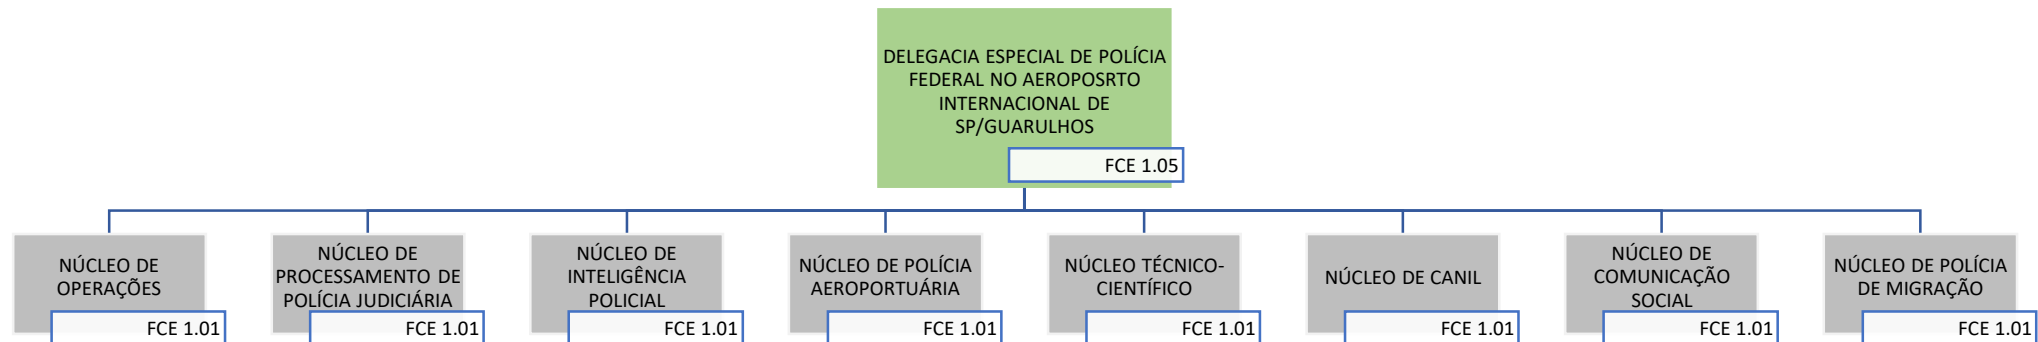 DELEGACIA ESPECIAL DE POLÍCIA
FEDERAL NO AEROPOSRTO
INTERNACIONAL DE
SP/GUARULHOS
FCE 1.05
NÚCLEO DE
OPERAÇÕES
FCE 1.01
NÚCLEO DE
PROCESSAMENTO DE
POLÍCIA JUDICIÁRIA
FCE 1.01
NÚCLEO DE
INTELIGÊNCIA
POLICIAL
FCE 1.01
NÚCLEO DE POLÍCIA
AEROPORTUÁRIA
FCE 1.01
NÚCLEO TÉCNICO-
CIENTÍFICO
FCE 1.01
NÚCLEO DE CANIL
FCE 1.01
NÚCLEO DE
COMUNICAÇÃO
SOCIAL
FCE 1.01
NÚCLEO DE POLÍCIA
DE MIGRAÇÃO
FCE 1.01